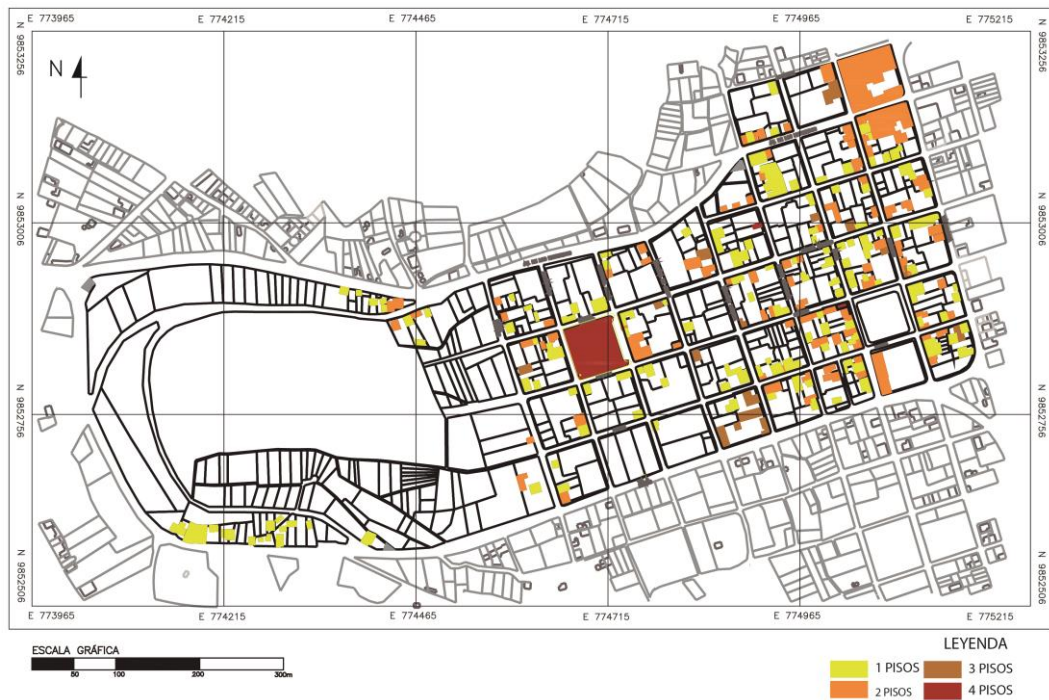 E 773965 E 774215 E 774465 E 774715 E 774965 E 775215
N 9853256 N 9853256
N
N 9853006 N 9853006
N 9852756 N 9852756
N 9852506 N 9852506
E 773965 E 774215 E 774465 E 774715 E 774965 E 775215
ESCALA GRÁFICA
50 100 200 300m
LEYENDA
1 PISOS 3 PISOS
2 PISOS 4 PISOS